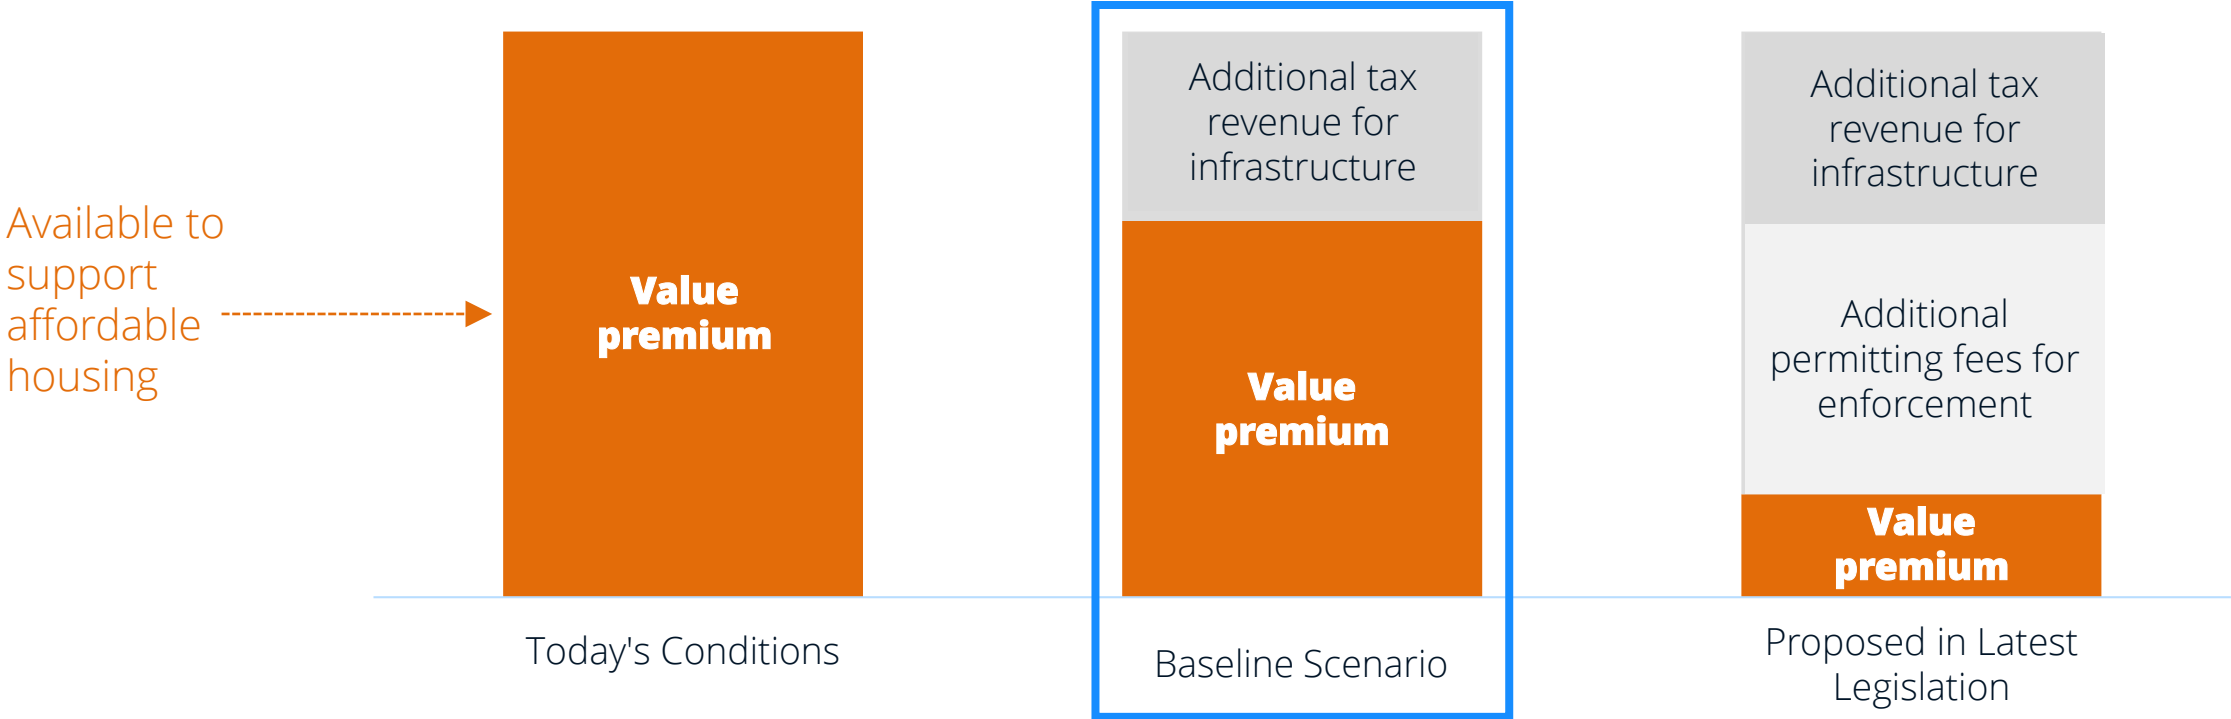 Available to
support
affordable
housing
Value
premium
Today's Conditions
Additional tax
revenue for
infrastructure
Value
premium
Baseline Scenario
Additional tax
revenue for
infrastructure
Additional
permitting fees for
enforcement
Value
premium
Proposed in Latest
Legislation